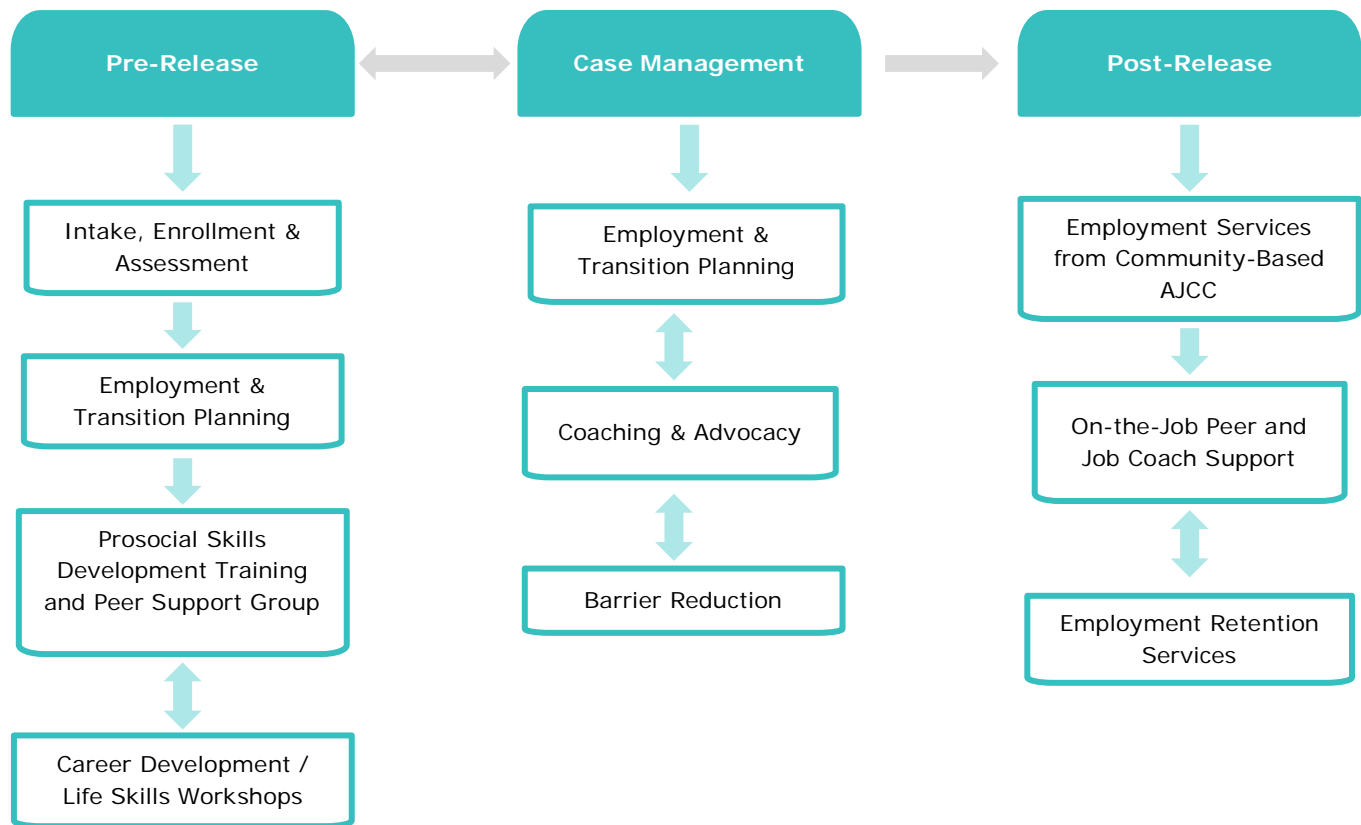 Pre-Release
Case Management
Post-Release
Intake, Enrollment &
Assessment
Employment &
Transition Planning
Prosocial Skills
Development Training
and Peer Support Group
Career Development /
Life Skills Workshops
Employment &
Transition Planning
Coaching & Advocacy
Barrier Reduction
Employment Services
from Community-Based
AJCC
On-the-Job Peer and
Job Coach Support
Employment Retention
Services